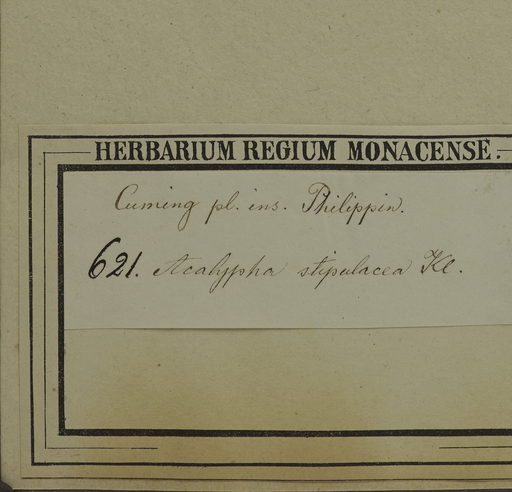 HERBARIUM REGIUM MONACENSE.
Cuming pl. ins. Philippin.
621. Acalypha stipulacea Kl.